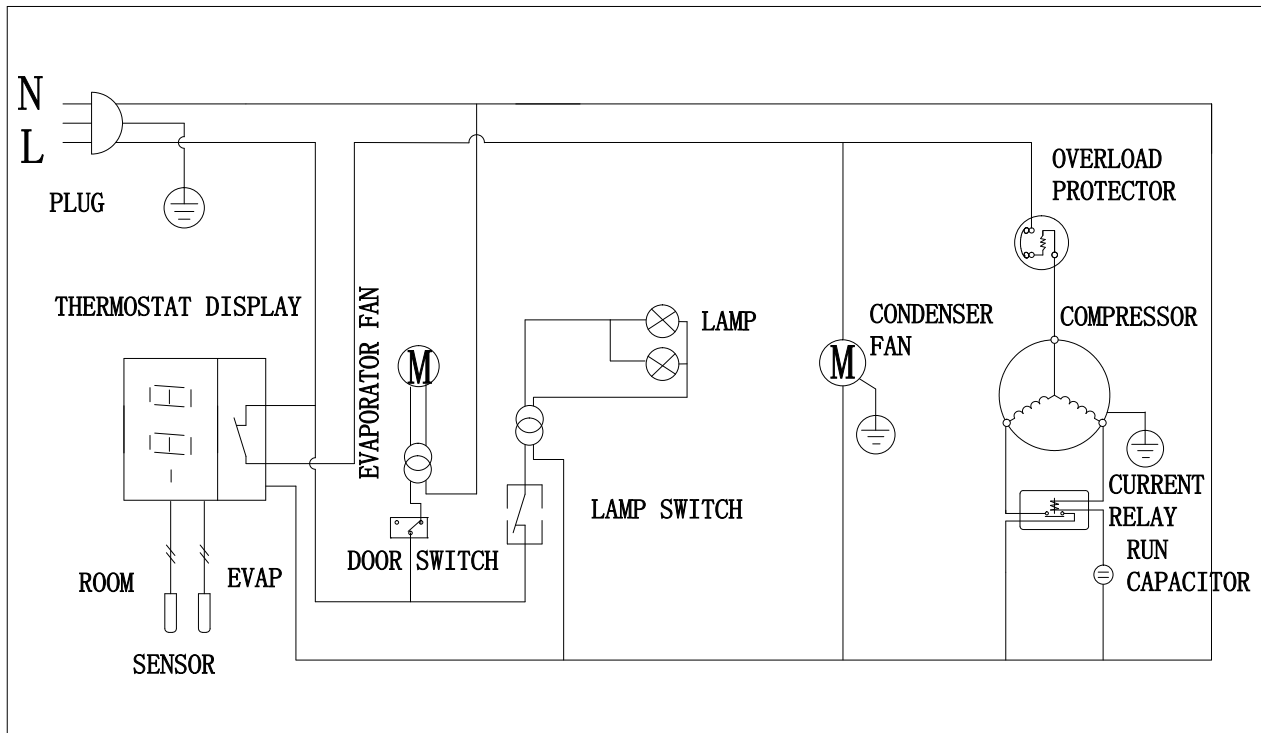 N
L
PLUG
OVERLOAD
PROTECTOR
THERMOSTAT DISPLAY
EVAPORATOR FAN
M
LAMP
M
CONDENSER
FAN
COMPRESSOR
LAMP SWITCH
CURRENT
RELAY
RUN
CAPACITOR
DOOR SWITCH
ROOM
EVAP
SENSOR